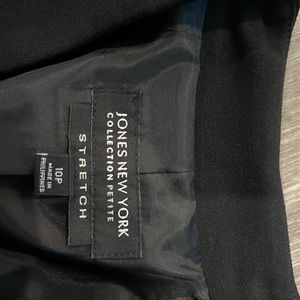 JONES NEW YORK
COLLECTION PETITE
STRETCH
10P
MADE IN
PHILIPPINES